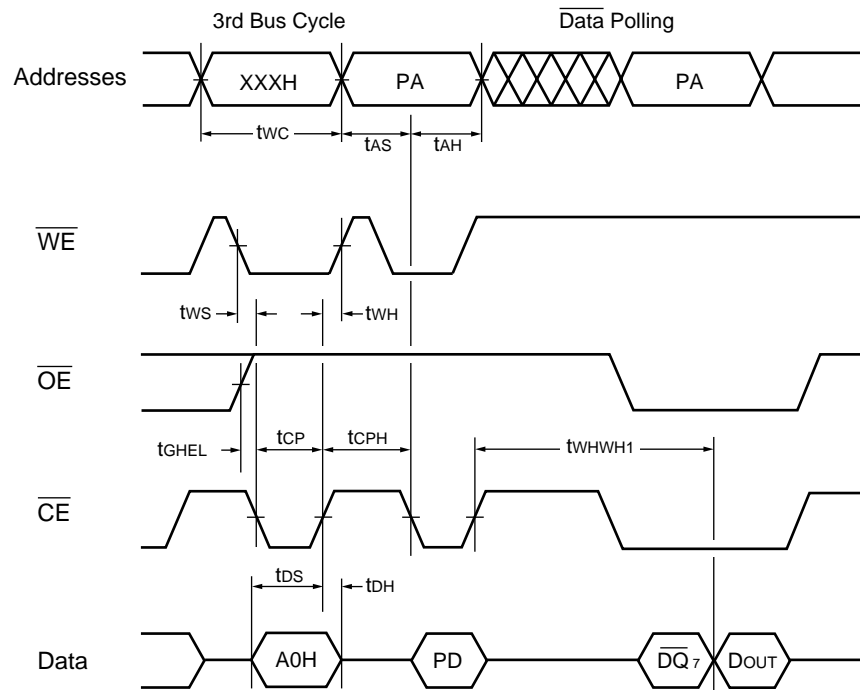 3rd Bus Cycle
Data Polling
Addresses
XXXH
PA
PA
tWC
tAS
tAH
WE
tWS
tWH
OE
tGHEL
tCP
tCPH
tWHWH1
CE
tDS
tDH
Data
A0H
PD
DQ7
DOUT